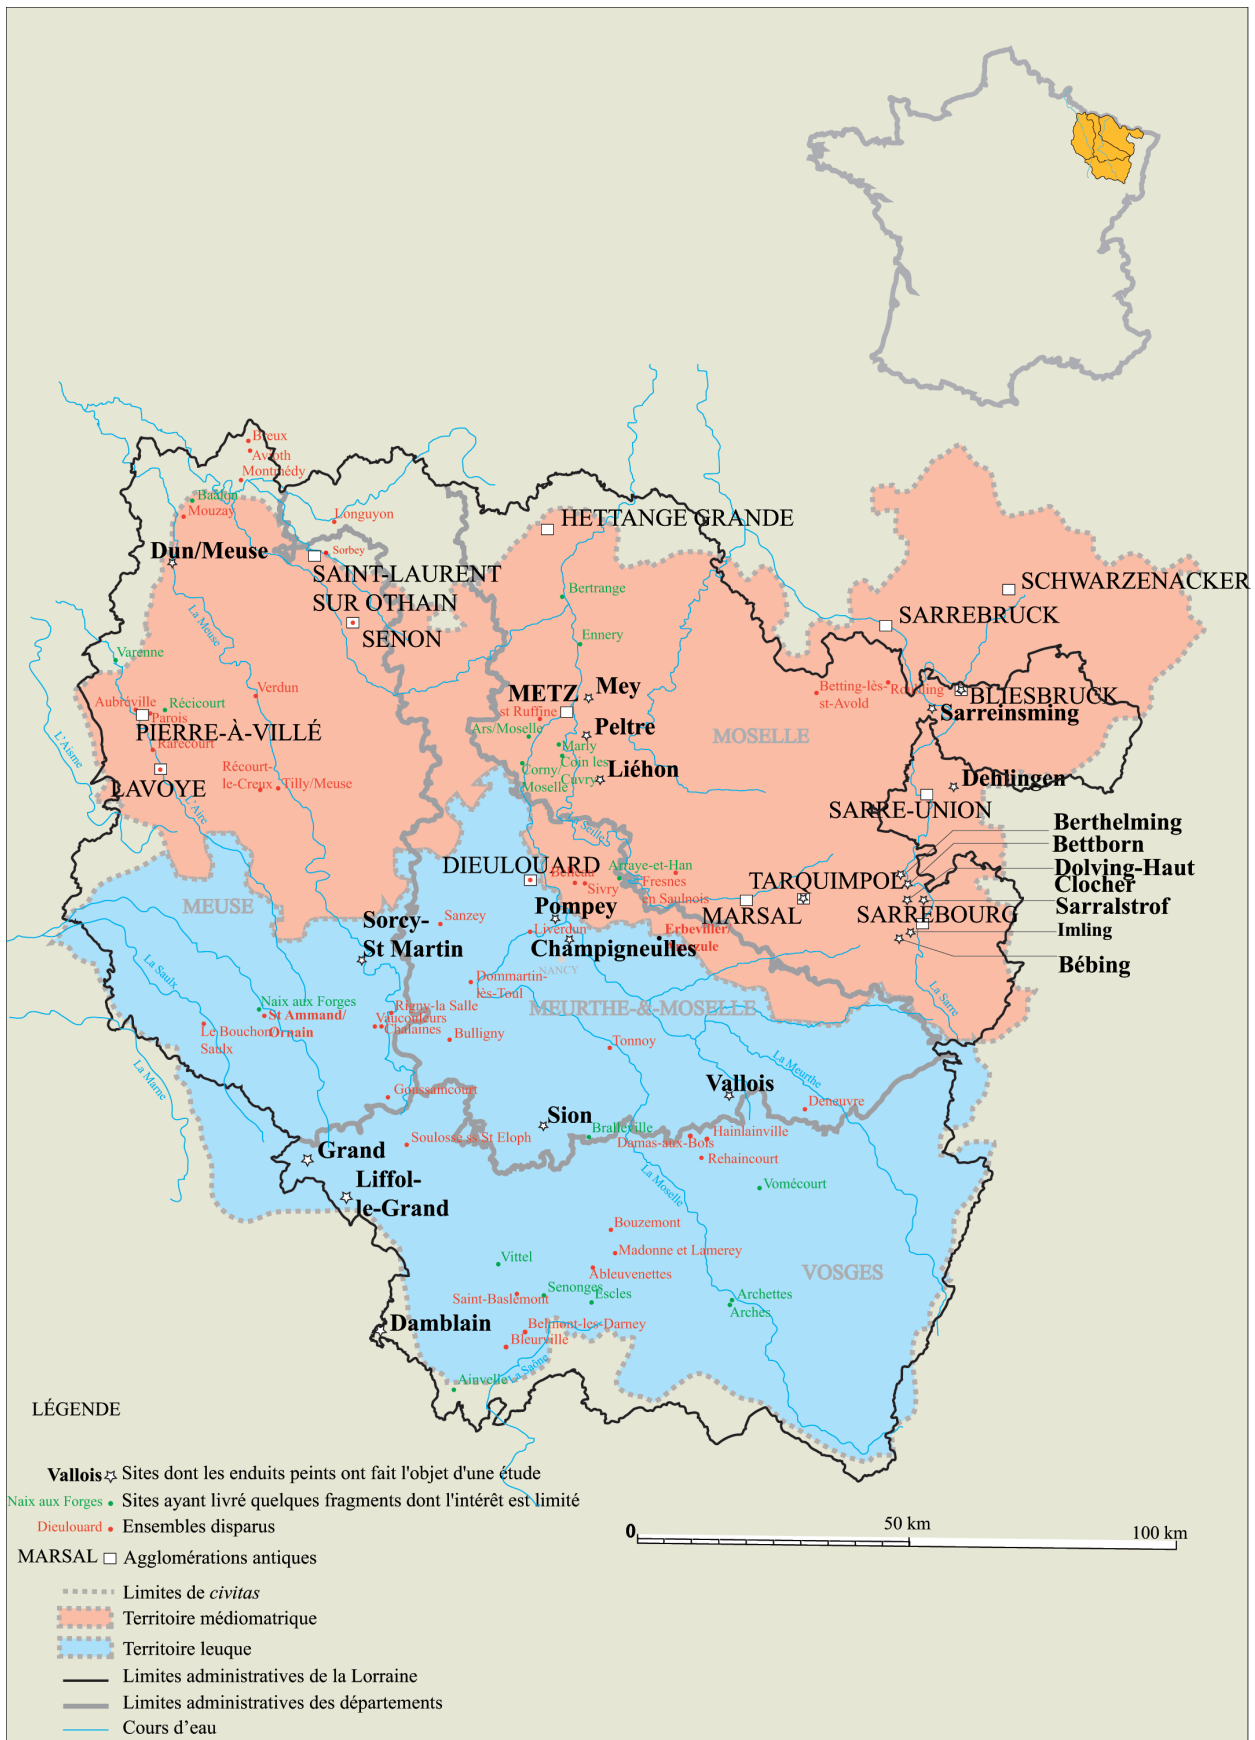 Breux
Avioth
Montmédy
Baâlon
Mouzay
Longuyon
Sorbey
HETTANGE GRANDE
Dun/Meuse
SAINT-LAURENT
SUR OTHAIN
SENON
SCHWARZENACKER
SARREBRUCK
La Meuse
Bertrange
Ennery
Varenne
Verdun
Aubréville
Récicourt
Parois
PIERRE-À-VILLÉ
Rarécourt
LAVOYE
Récourt-
le-Creux
Tilly/Meuse
L'Aisme
L'Aire
METZ
Mey
st Ruffine
Ars/Moselle
Peltre
Marly
Coin les
Cuvry
Corny/
Moselle
Liéhon
MOSELLE
Betting-lès-
st-Avold
BLIESBRUCK
Sarreinsming
Dehlingen
SARRE-UNION
Berthelming
Bettborn
Dolving-Haut
Clocher
Sarralstrof
Imling
Bébing
La Seille
DIEULOUARD
Belleau
Sivry
Arraye-et-Han
Fresnes
en Saulnois
TARQUIMPOL
MARSAL
SARREBOURG
La Sarre
MEUSE
Sorcy-
St Martin
Sanzey
Pompey
Liverdun
Champigneulles
NANCY
Dommartin-
lès-Toul
MEURTHE-&-MOSELLE
La Saulx
Naix aux Forges
St Ammand/
Ornain
Le Bouchon
Saulx
Rigny-la Salle
Vaucouleurs
Chalaines
Bulligny
Tonnoy
La Marne
La Meurthe
Vallois
Deneuvre
Goussaincourt
Sion
Bralleville
Soulosse ss St Eloph
Hainlainville
Damas-aux-Bois
Rehaincourt
Grand
Liffol-
le-Grand
La Moselle
Vomécourt
Bouzemont
Madonne et Lamerey
Ableuvenettes
Vittel
VOSGES
Senonges
Escles
Saint-Baslemont
Archettes
Arches
Damblain
Belmont-les-Darney
Bleurville
La Saône
Ainvelle
LÉGENDE
Vallois Sites dont les enduits peints ont fait l'objet d'une étude
Naix aux Forges Sites ayant livré quelques fragments dont l'intérêt est limité
Dieulouard Ensembles disparus
MARSAL Agglomérations antiques
Limites de civitas
Territoire médiomatrique
Territoire leuque
Limites administratives de la Lorraine
Limites administratives des départements
Cours d'eau
0
50 km
100 km